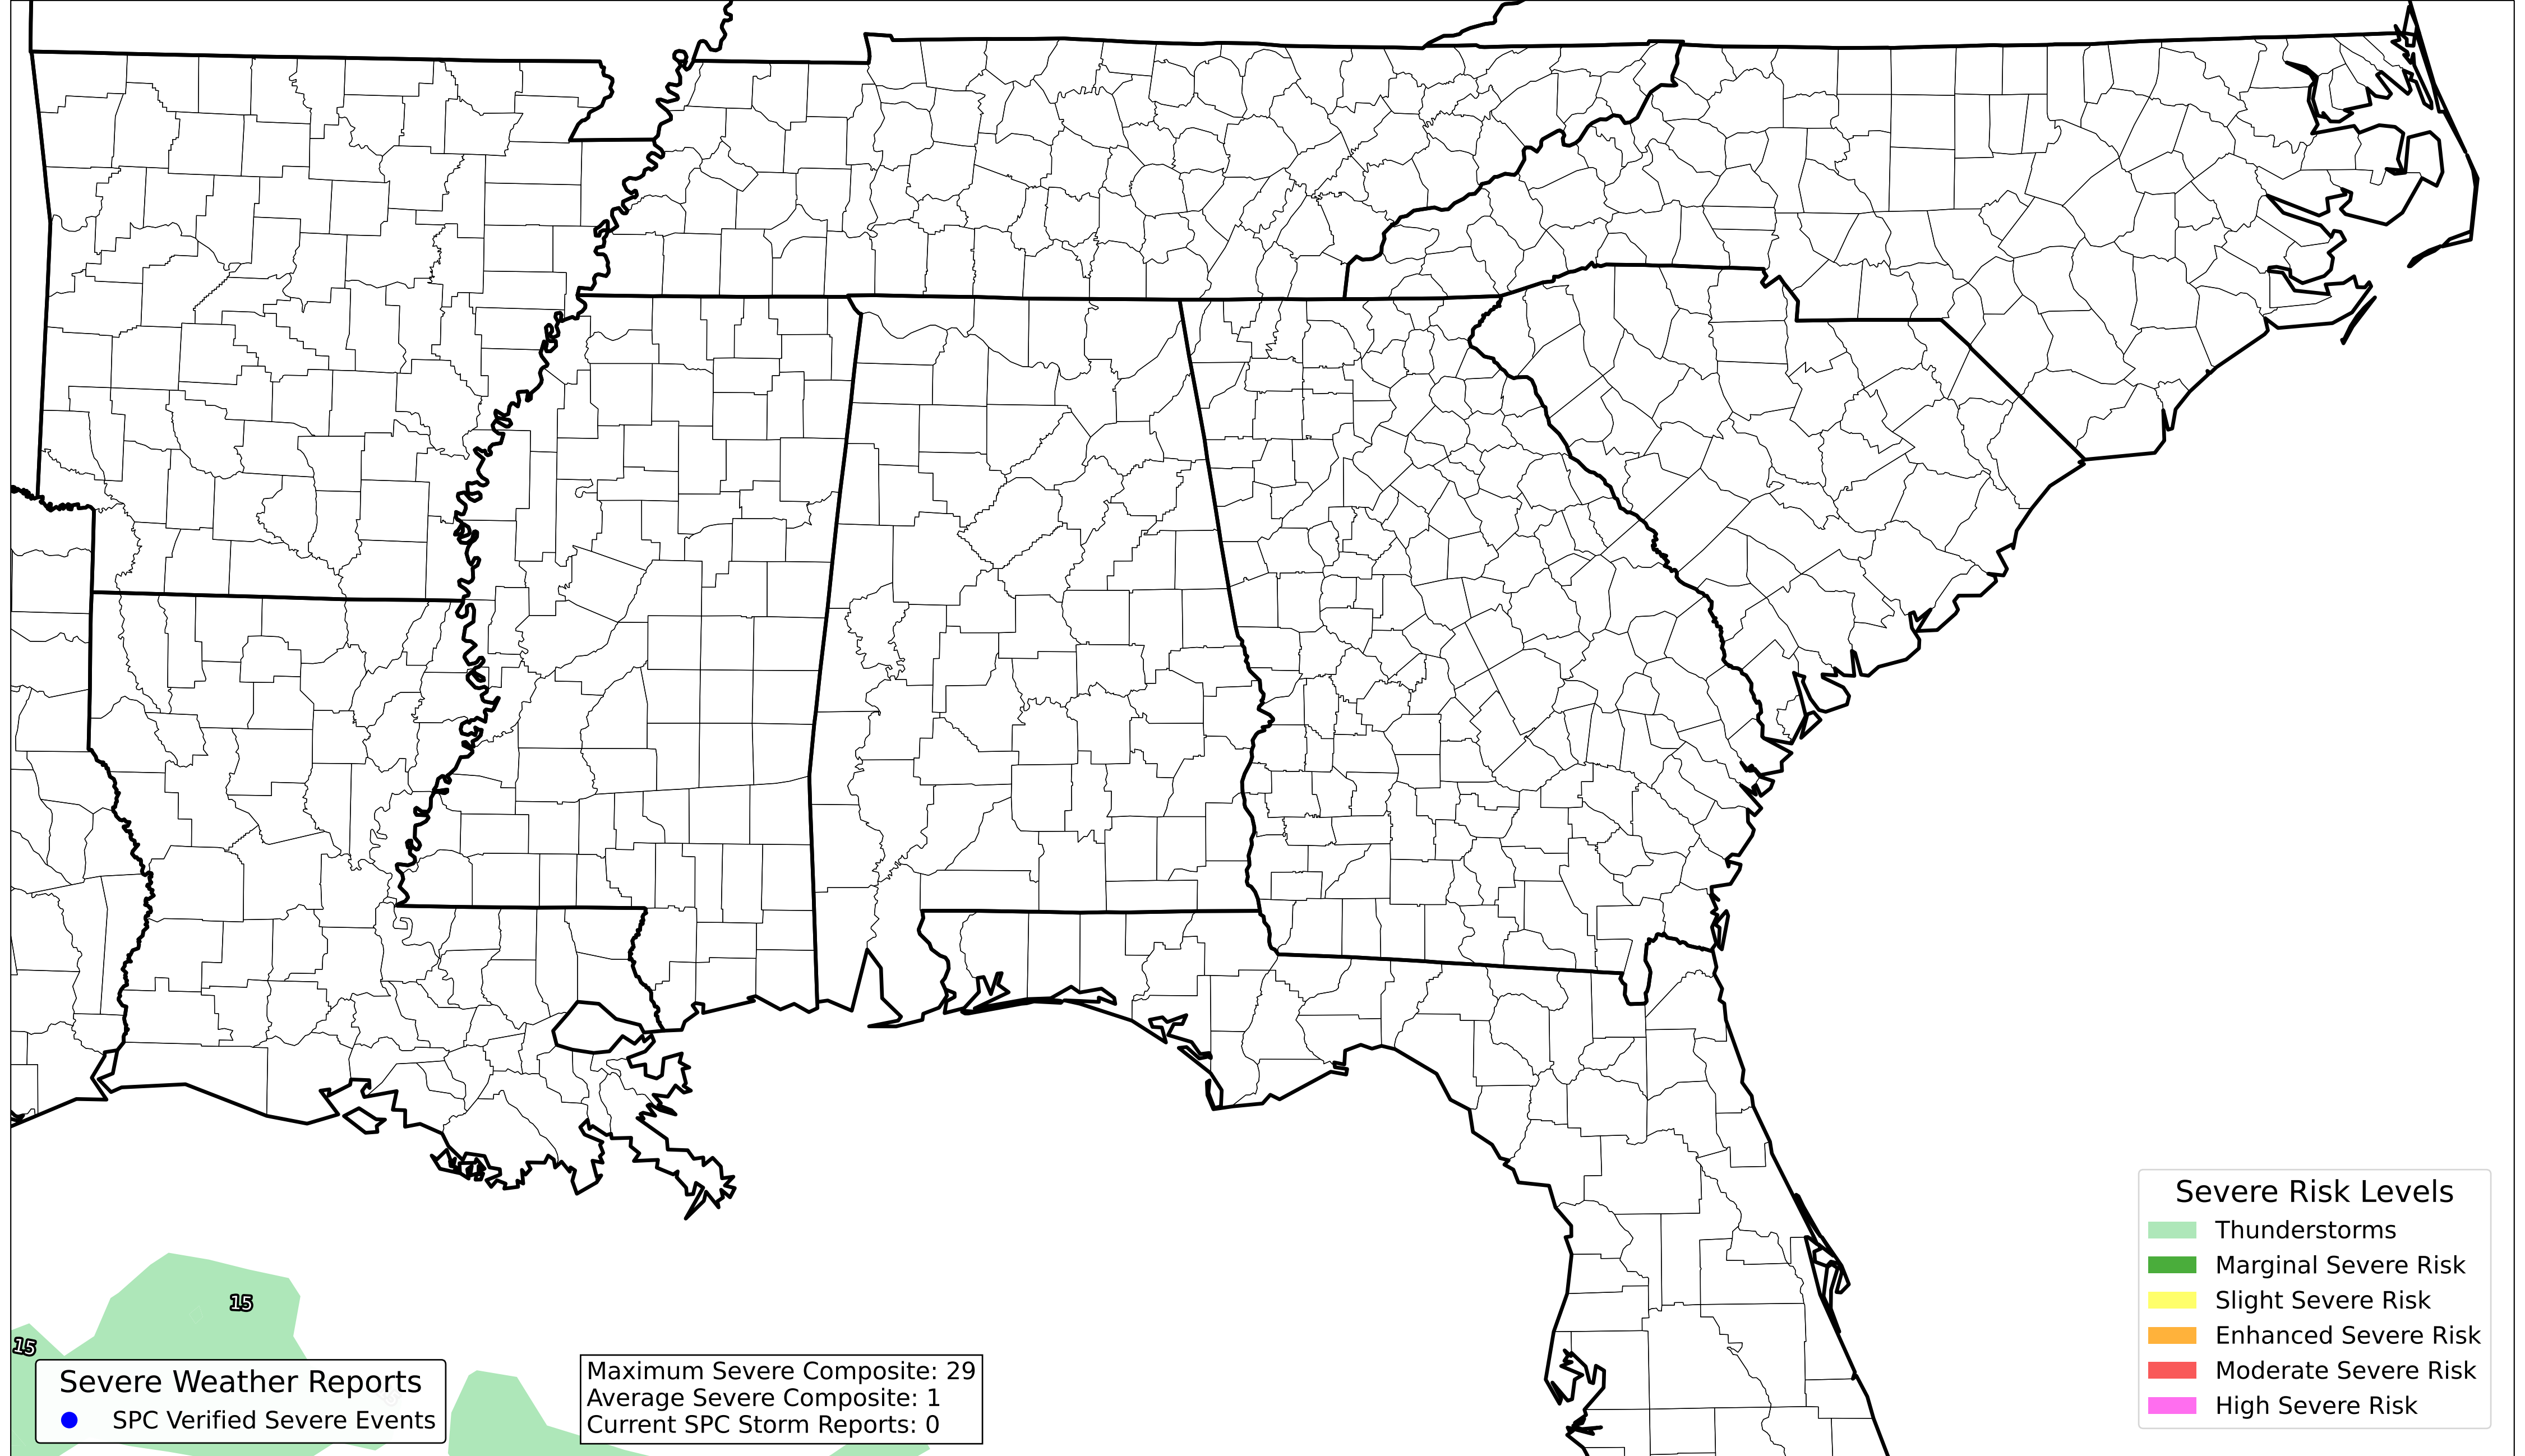 15
15
Severe Weather Reports
SPC Verified Severe Events
Maximum Severe Composite: 29
Average Severe Composite: 1
Current SPC Storm Reports: 0
Severe Risk Levels
Thunderstorms
Marginal Severe Risk
Slight Severe Risk
Enhanced Severe Risk
Moderate Severe Risk
High Severe Risk